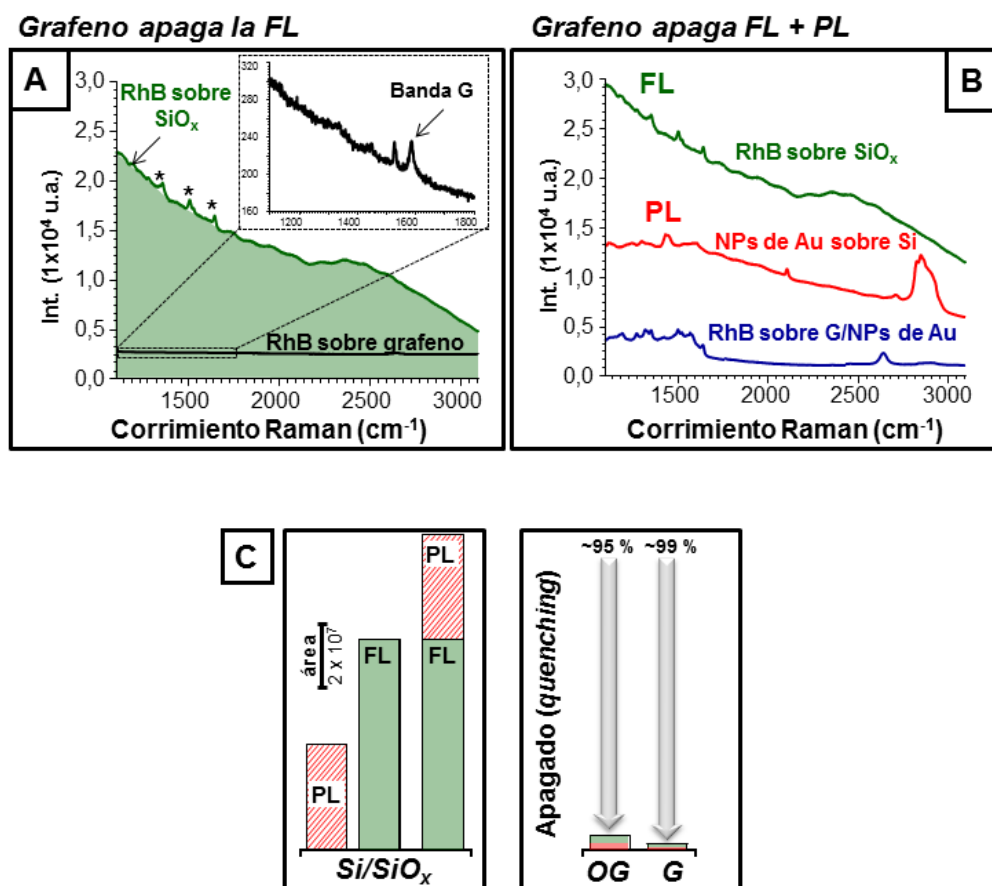 Grafeno apaga la FL
Grafeno apaga FL + PL
A
RhB sobre
SiOx
* * *
Banda G
320
260
210
160
1200 1400 1600 1800
3,0
2,5
2,0
1,5
1,0
0,5
0,0
Int. (1x10⁴ u.a.)
RhB sobre grafeno
1500 2000 2500 3000
Corrimiento Raman (cm⁻¹)
B
FL
RhB sobre SiOx
PL
NPs de Au sobre Si
RhB sobre G/NPs de Au
3,0
2,5
2,0
1,5
1,0
0,5
0,0
Int. (1x10⁴ u.a.)
1500 2000 2500 3000
Corrimiento Raman (cm⁻¹)
C
área
2 x 10⁷
PL
FL
PL
FL
Si/SiOx
~95 % ~99 %
Apagado (quenching)
OG G